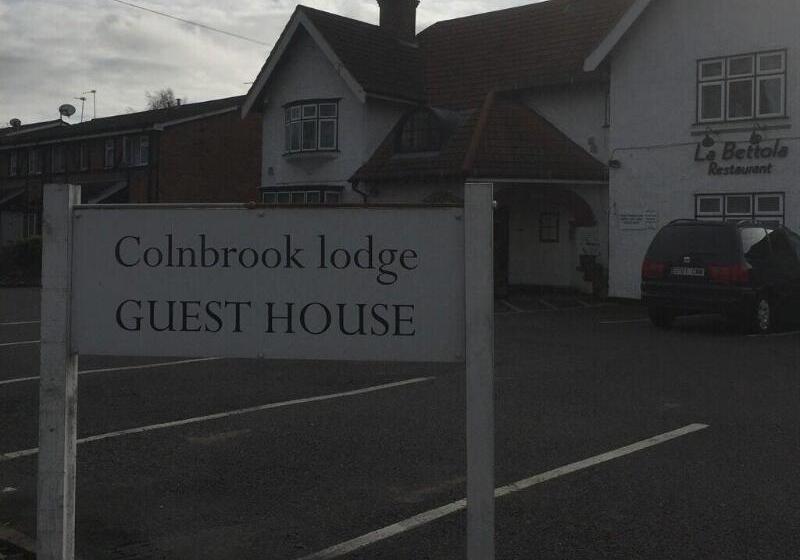 Colnbrook lodge
GUEST HOUSE
La Bettola
Restaurant